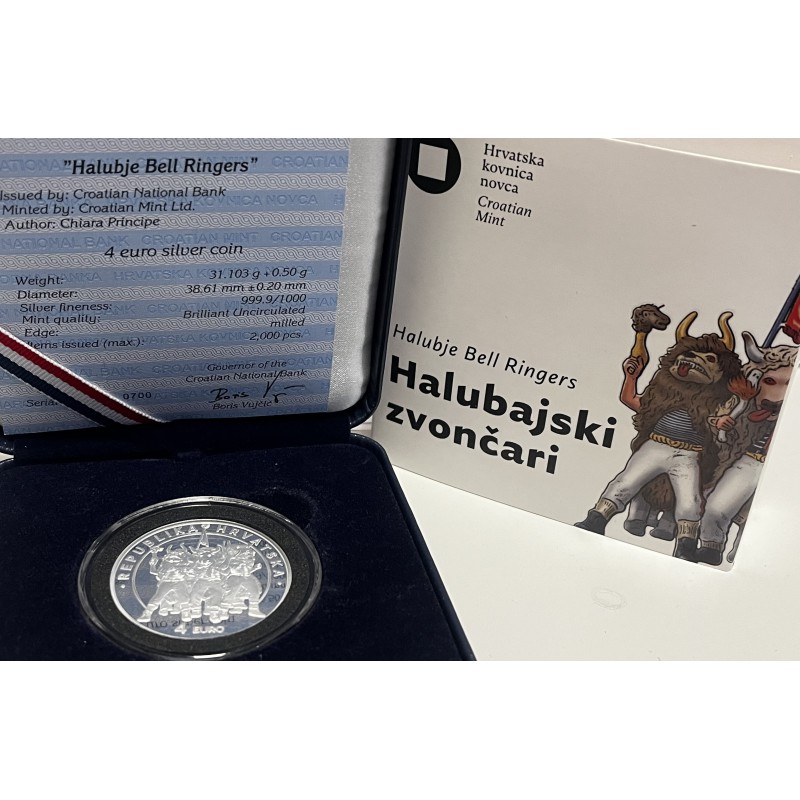 "Halubje Bell Ringers"
Issued by: Croatian National Bank
Minted by: Croatian Mint Ltd.
Author: Chiara Principe
4 euro silver coin
Weight: 31.103 g +0.50 g
Diameter: 38.61 mm ±0.20 mm
Silver fineness: 999.9/1000
Mint quality: Brilliant Uncirculated
Edge: milled
Items issued (max.): 2,000 pcs
Governor of the
Croatian National Bank
Boris Vujčić
Serial 0700
REPUBLIKA HRVATSKA
4 EURO
Hrvatska
kovnica
novca
Croatian
Mint
Halubje Bell Ringers
Halubajski
zvončari